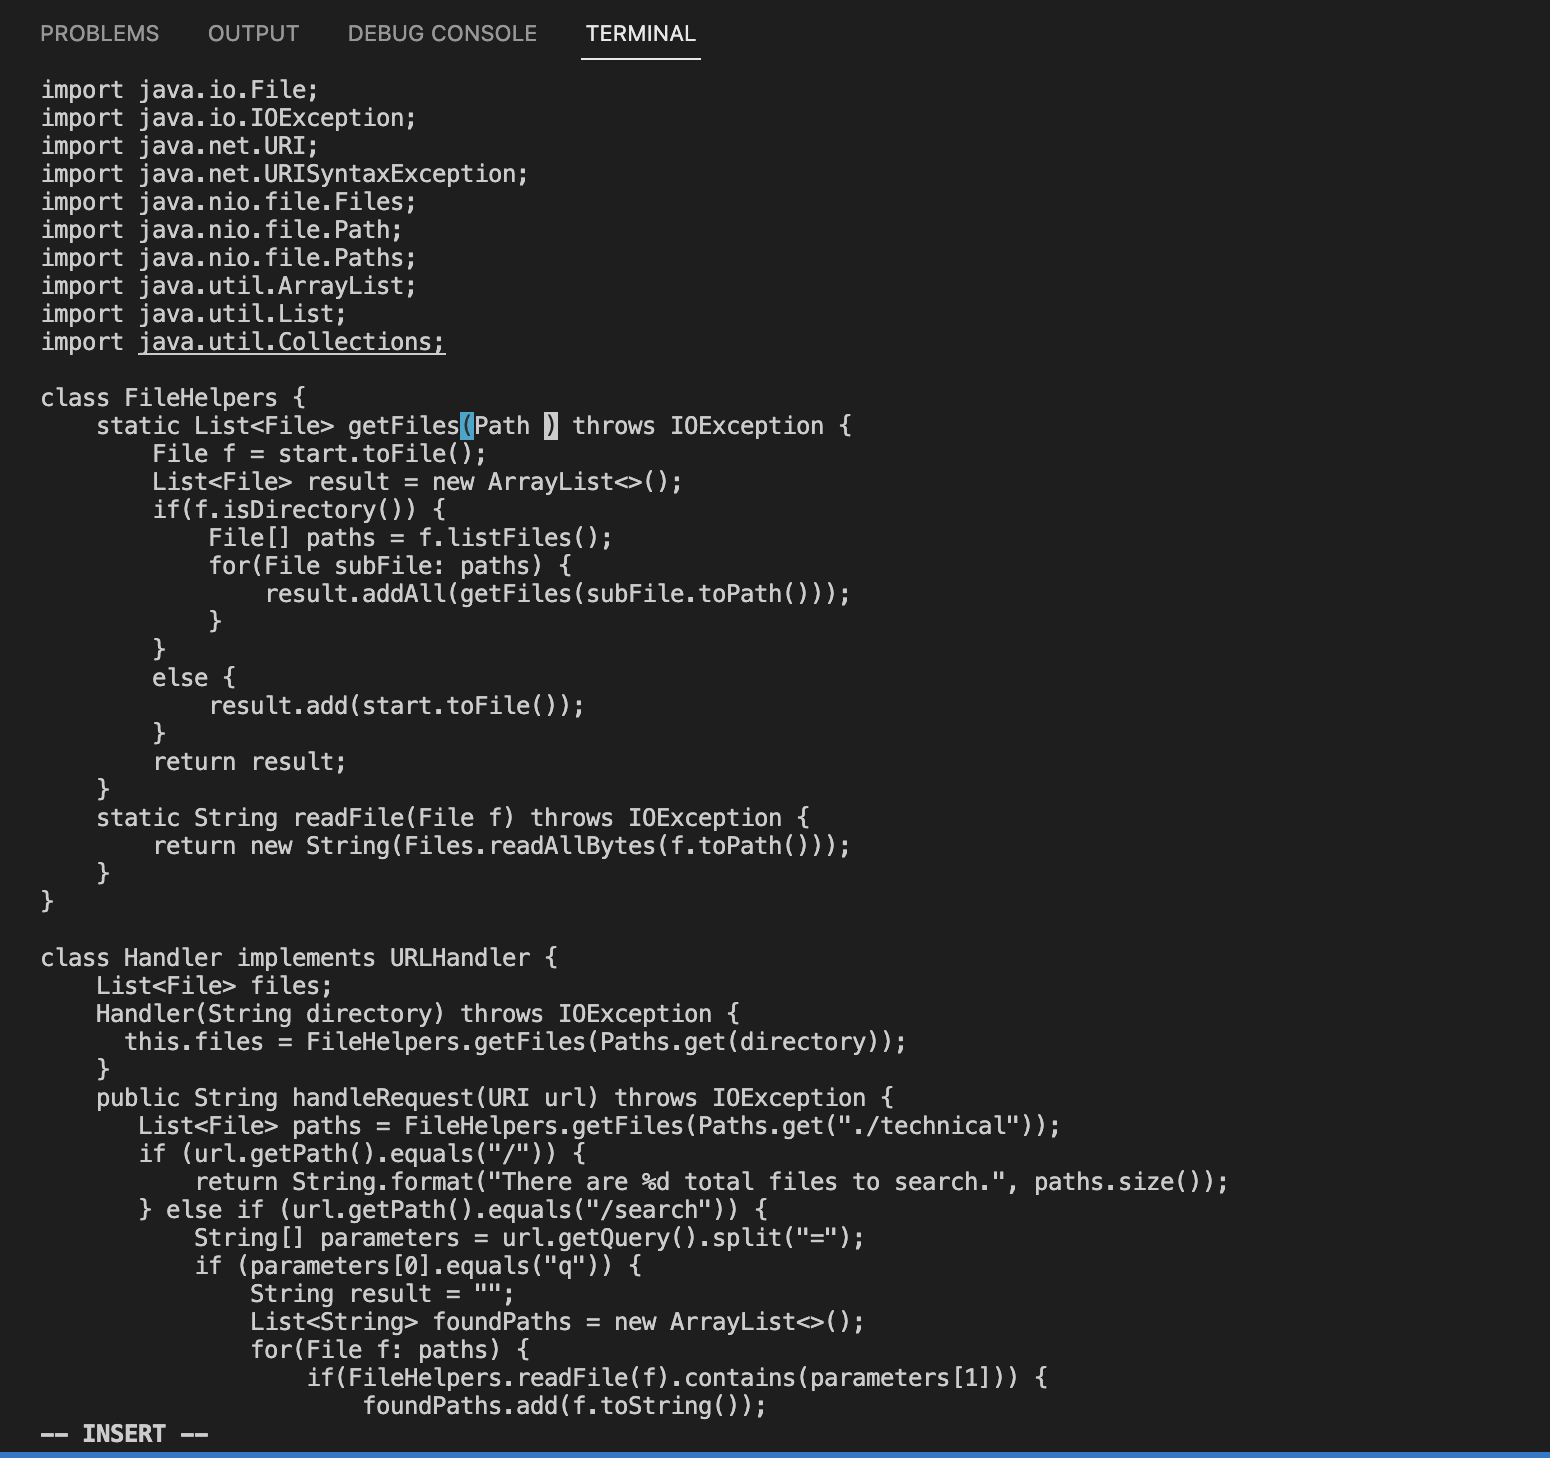 PROBLEMS OUTPUT DEBUG CONSOLE TERMINAL
import java.io.File;
import java.io.IOException;
import java.net.URI;
import java.net.URISyntaxException;
import java.nio.file.Files;
import java.nio.file.Path;
import java.nio.file.Paths;
import java.util.ArrayList;
import java.util.List;
import java.util.Collections;

class FileHelpers {
    static List<File> getFiles(Path ) throws IOException {
        File f = start.toFile();
        List<File> result = new ArrayList<>();
        if(f.isDirectory()) {
            File[] paths = f.listFiles();
            for(File subFile: paths) {
                result.addAll(getFiles(subFile.toPath()));
            }
        }
        else {
            result.add(start.toFile());
        }
        return result;
    }
    static String readFile(File f) throws IOException {
        return new String(Files.readAllBytes(f.toPath()));
    }
}

class Handler implements URLHandler {
    List<File> files;
    Handler(String directory) throws IOException {
      this.files = FileHelpers.getFiles(Paths.get(directory));
    }
    public String handleRequest(URI url) throws IOException {
       List<File> paths = FileHelpers.getFiles(Paths.get("./technical"));
       if (url.getPath().equals("/")) {
           return String.format("There are %d total files to search.", paths.size());
       } else if (url.getPath().equals("/search")) {
           String[] parameters = url.getQuery().split("=");
           if (parameters[0].equals("q")) {
               String result = "";
               List<String> foundPaths = new ArrayList<>();
               for(File f: paths) {
                   if(FileHelpers.readFile(f).contains(parameters[1])) {
                       foundPaths.add(f.toString());
-- INSERT --